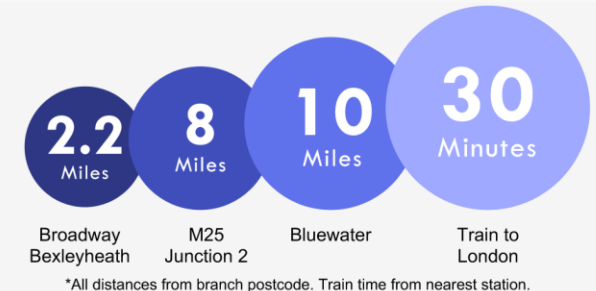 2.2
Miles
8
Miles
10
Miles
30
Minutes
Broadway
Bexleyheath
M25
Junction 2
Bluewater
Train to
London
*All distances from branch postcode. Train time from nearest station.